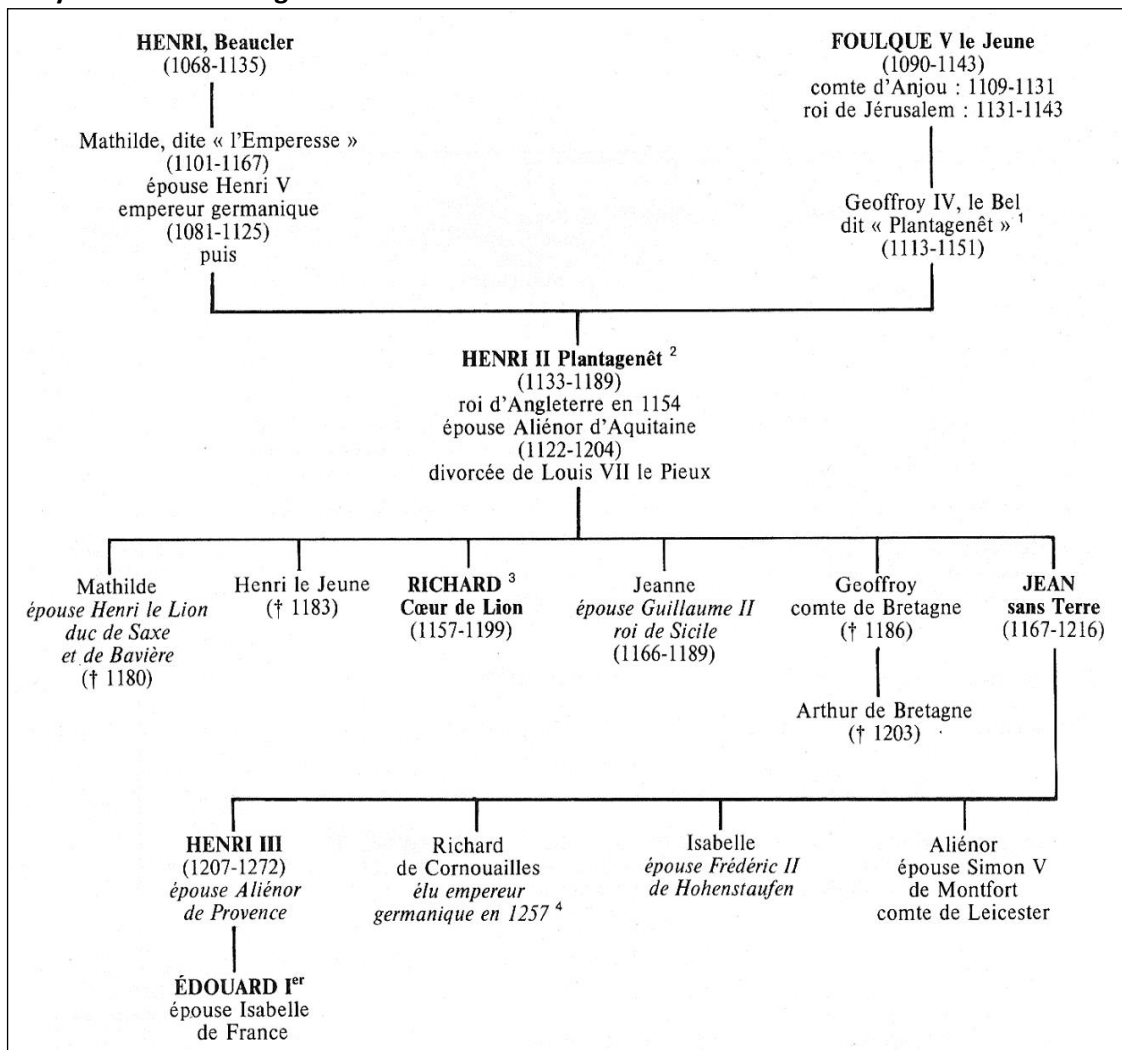 HENRI, Beaucler
(1068-1135)
Mathilde, dite « l'Emperesse »
(1101-1167)
épouse Henri V
empereur germanique
(1081-1125)
puis
FOULQUE V le Jeune
(1090-1143)
comte d'Anjou : 1109-1131
roi de Jérusalem : 1131-1143
Geoffroy IV, le Bel
dit « Plantagenêt » 1
(1113-1151)
HENRI II Plantagenêt 2
(1133-1189)
roi d'Angleterre en 1154
épouse Aliénor d'Aquitaine
(1122-1204)
divorcée de Louis VII le Pieux
Mathilde
épouse Henri le Lion
duc de Saxe
et de Bavière
(† 1180)
Henri le Jeune
(† 1183)
RICHARD 3
Cœur de Lion
(1157-1199)
Jeanne
épouse Guillaume II
roi de Sicile
(1166-1189)
Geoffroy
comte de Bretagne
(† 1186)
Arthur de Bretagne
(† 1203)
JEAN
sans Terre
(1167-1216)
HENRI III
(1207-1272)
épouse Aliénor
de Provence
ÉDOUARD Ier
épouse Isabelle
de France
Richard
de Cornouailles
élu empereur
germanique en 1257 4
Isabelle
épouse Frédéric II
de Hohenstaufen
Aliénor
épouse Simon V
de Montfort
comte de Leicester